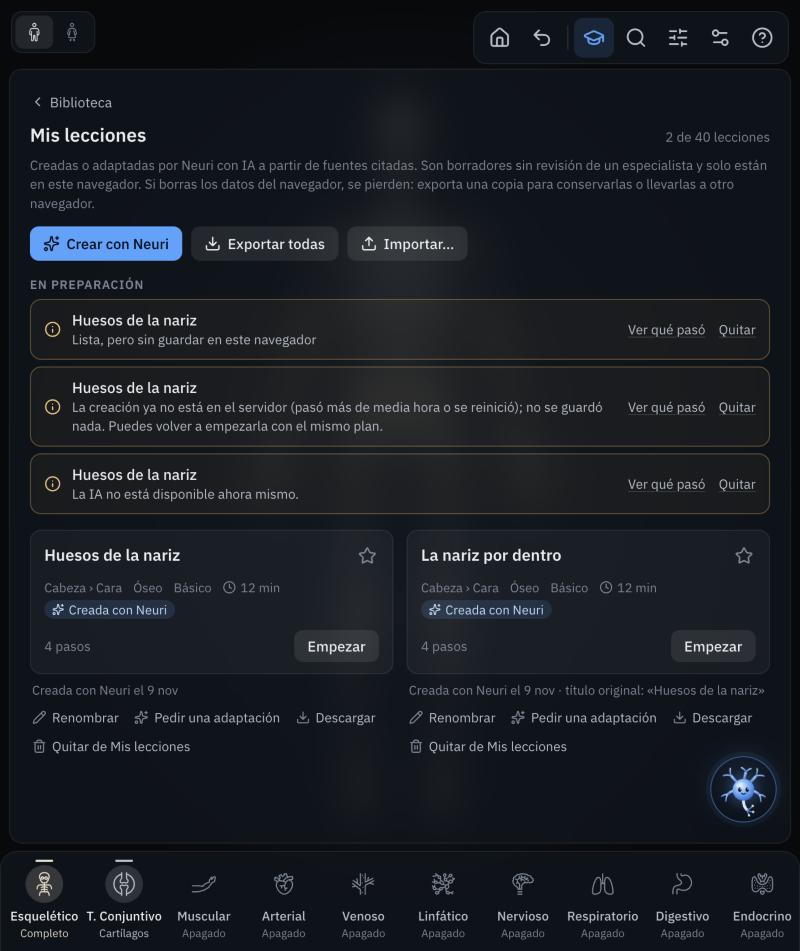 Biblioteca
Mis lecciones
2 de 40 lecciones
Creadas o adaptadas por Neuri con IA a partir de fuentes citadas. Son borradores sin revisión de un especialista y solo están
en este navegador. Si borras los datos del navegador, se pierden: exporta una copia para conservarlas o llevarlas a otro
navegador.
Crear con Neuri
Exportar todas
Importar...
EN PREPARACIÓN
Huesos de la nariz
Lista, pero sin guardar en este navegador
Ver qué pasó Quitar
Huesos de la nariz
La creación ya no está en el servidor (pasó más de media hora o se reinició); no se guardó
nada. Puedes volver a empezarla con el mismo plan.
Ver qué pasó Quitar
Huesos de la nariz
La IA no está disponible ahora mismo.
Ver qué pasó Quitar
Huesos de la nariz
Cabeza › Cara Óseo Básico 12 min
Creada con Neuri
4 pasos
Empezar
Creada con Neuri el 9 nov
Renombrar Pedir una adaptación Descargar
Quitar de Mis lecciones
La nariz por dentro
Cabeza › Cara Óseo Básico 12 min
Creada con Neuri
4 pasos
Empezar
Creada con Neuri el 9 nov · título original: «Huesos de la nariz»
Renombrar Pedir una adaptación Descargar
Quitar de Mis lecciones
Esquelético
Completo
T. Conjuntivo
Cartílagos
Muscular
Apagado
Arterial
Apagado
Venoso
Apagado
Linfático
Apagado
Nervioso
Apagado
Respiratorio
Apagado
Digestivo
Apagado
Endocrino
Apagado